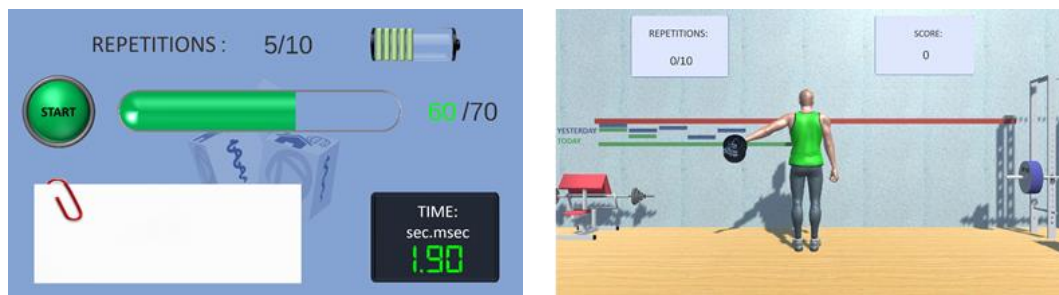 REPETITIONS : 5/10
START
60 /70
TIME:
sec.msec
1.90
REPETITIONS:
0/10
SCORE:
0
YESTERDAY
TODAY